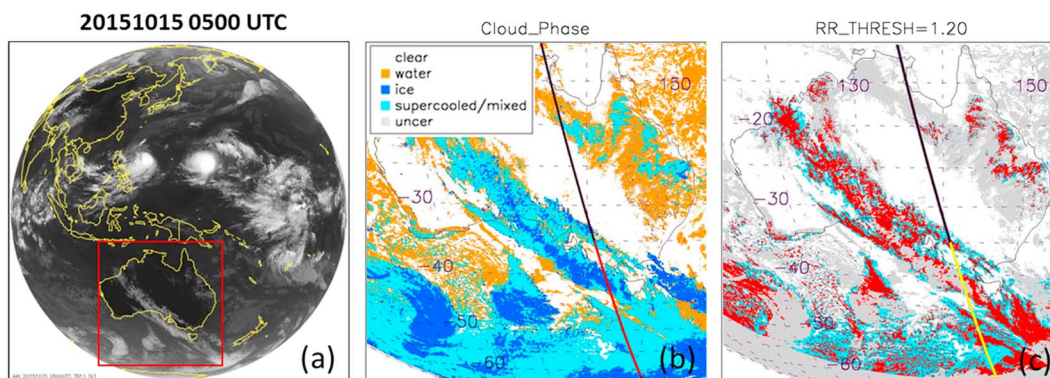 20151015 0500 UTC
(a)
Cloud_Phase
clear
water
ice
supercooled/mixed
uncer
150
-30
-40
-50
-60
(b)
RR_THRESH=1.20
130
150
-20
-30
-40
-50
-60
(c)